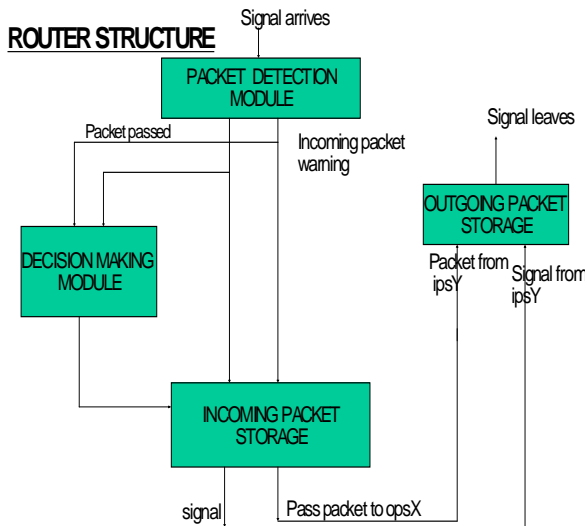 Signal arrives
ROUTER STRUCTURE
PACKET DETECTION
MODULE
Packet passed
Incoming packet
warning
Signal leaves
OUTGOING PACKET
STORAGE
DECISION MAKING
MODULE
Packet from
ipsY
Signal from
ipsY
INCOMING PACKET
STORAGE
signal
Pass packet to opsX